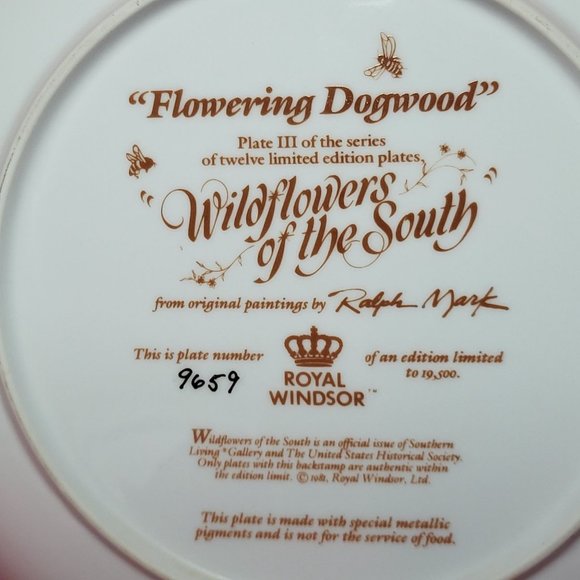 "Flowering Dogwood"
Plate III of the series
of twelve limited edition plates,
"Wildflowers
of the South"
from original paintings by Ralph Mark
This is plate number
9659
ROYAL
WINDSOR™
of an edition limited
to 19,500.
Wildflowers of the South is an official issue of Southern
Living® Gallery and The United States Historical Society.
Only plates with this backstamp are authentic within
the edition limit. © 1981, Royal Windsor, Ltd.
This plate is made with special metallic
pigments and is not for the service of food.